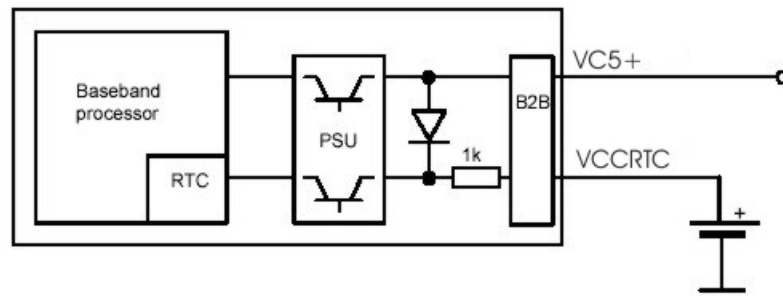 Baseband
processor
RTC
PSU
1k
B2B
VC5+
VCCRTC
+